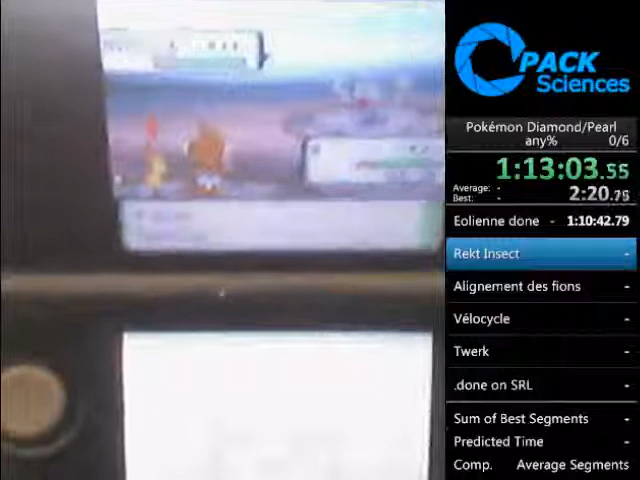 PACK
Sciences
Pokémon Diamond/Pearl
any% 0/6
1:13:03.55
Average: -
Best: -
2:20.75
Eolienne done - 1:10:42.79
Rekt Insect -
Alignement des fions -
Vélocycle -
Twerk -
.done on SRL -
Sum of Best Segments -
Predicted Time -
Comp. Average Segments